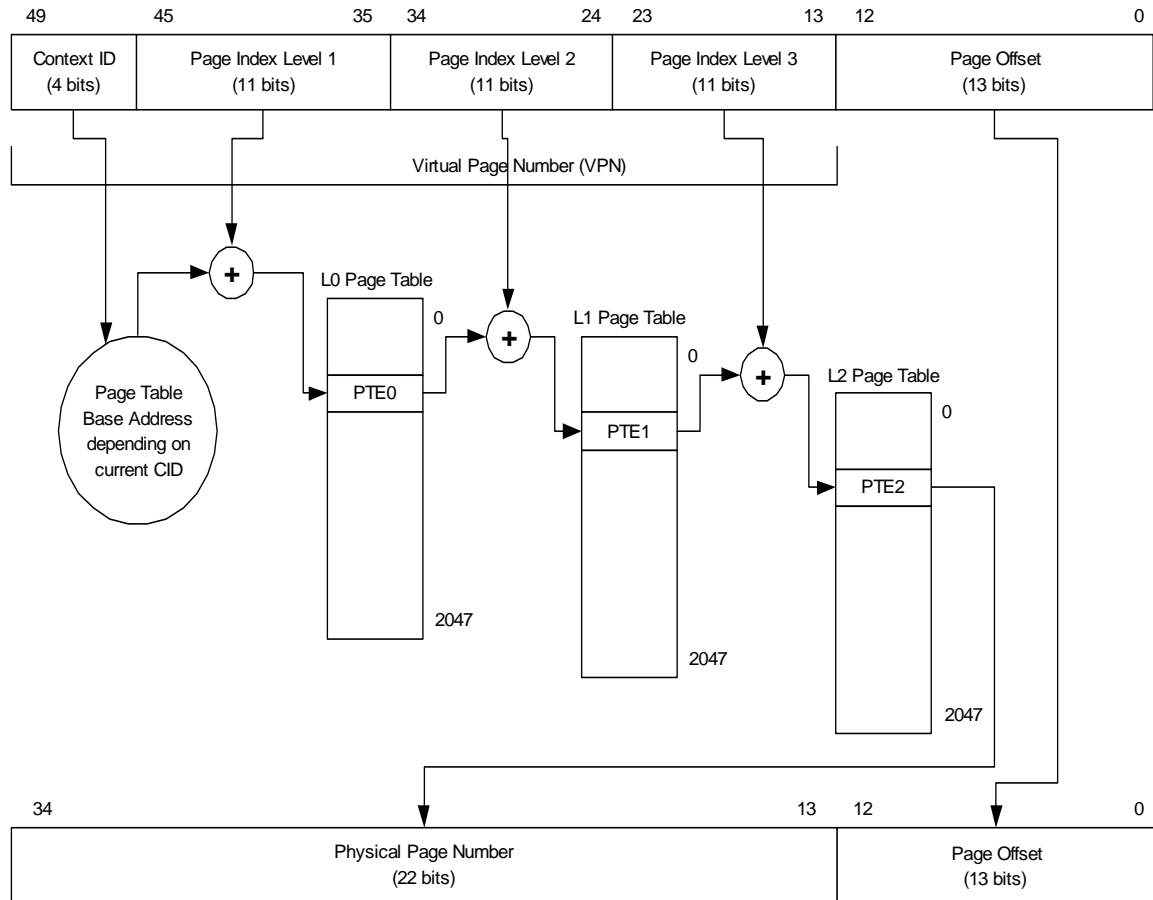 49 45 35 34 24 23 13 12 0
Context ID
(4 bits)
Page Index Level 1
(11 bits)
Page Index Level 2
(11 bits)
Page Index Level 3
(11 bits)
Page Offset
(13 bits)
Virtual Page Number (VPN)
+
L0 Page Table
0
PTE0
2047
+
L1 Page Table
0
PTE1
2047
+
L2 Page Table
0
PTE2
2047
Page Table
Base Address
depending on
current CID
34 13 12 0
Physical Page Number
(22 bits)
Page Offset
(13 bits)